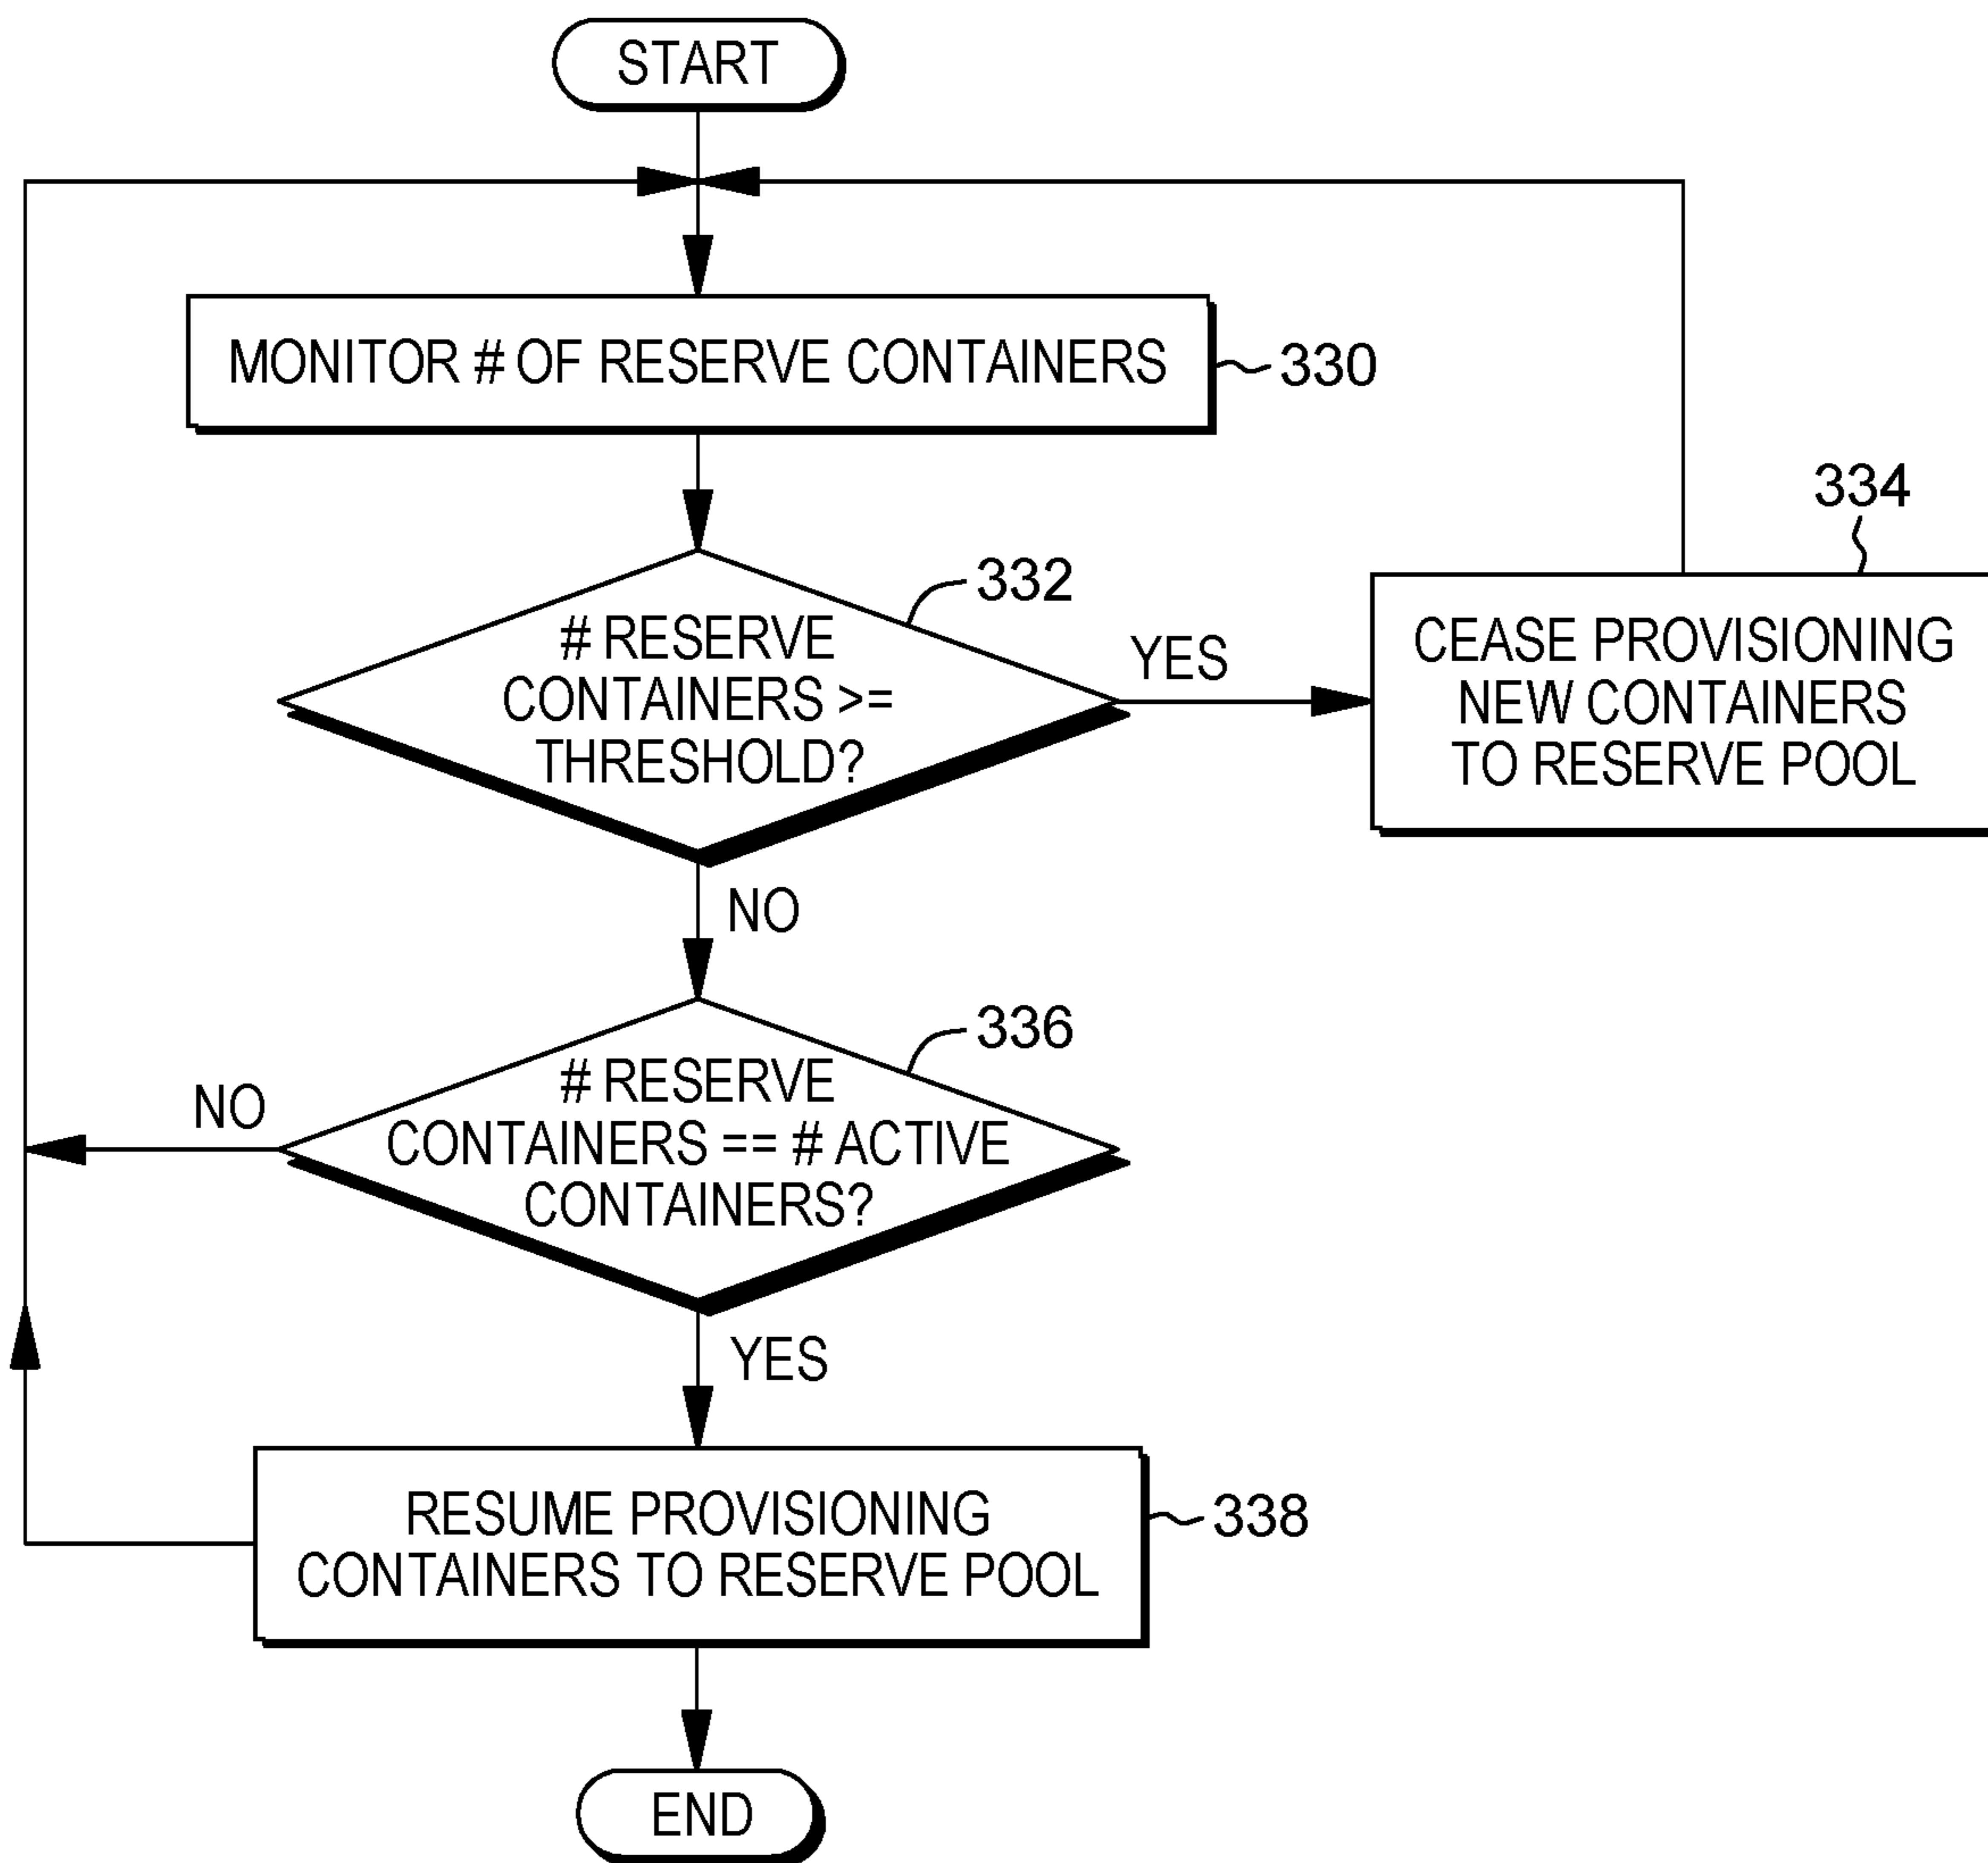 START
MONITOR # OF RESERVE CONTAINERS
330
332
# RESERVE
CONTAINERS >=
THRESHOLD?
YES
334
CEASE PROVISIONING
NEW CONTAINERS
TO RESERVE POOL
NO
336
# RESERVE
CONTAINERS == # ACTIVE
CONTAINERS?
NO
YES
RESUME PROVISIONING
CONTAINERS TO RESERVE POOL
338
END